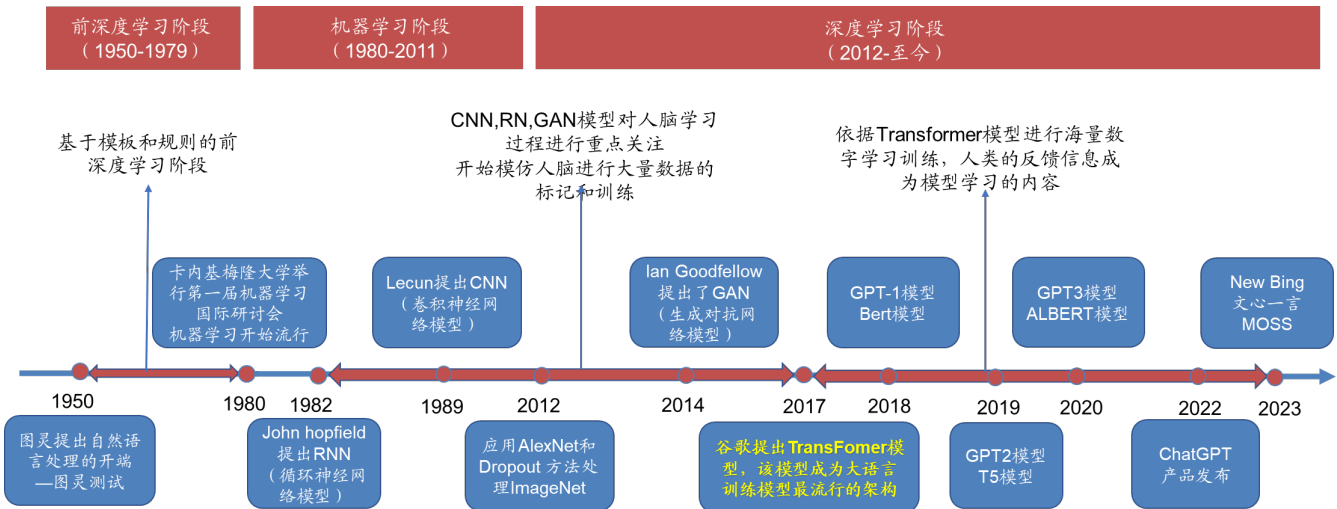 前深度学习阶段
（1950-1979）
机器学习阶段
（1980-2011）
深度学习阶段
（2012-至今）
基于模板和规则的前
深度学习阶段
CNN,RN,GAN模型对人脑学习
过程进行重点关注
开始模仿人脑进行大量数据的
标记和训练
依据Transformer模型进行海量数
字学习训练，人类的反馈信息成
为模型学习的内容
卡内基梅隆大学举
行第一届机器学习
国际研讨会
机器学习开始流行
Lecun提出CNN
（卷积神经网
络模型）
Ian Goodfellow
提出了GAN
（生成对抗网
络模型）
GPT-1模型
Bert模型
GPT3模型
ALBERT模型
New Bing
文心一言
MOSS
1950
1980
1982
1989
2012
2014
2017
2018
2019
2020
2022
2023
图灵提出自然语
言处理的开端
—图灵测试
John hopfield
提出RNN
（循环神经网
络模型）
应用AlexNet和
Dropout 方法处
理ImageNet
谷歌提出TransFomer模
型，该模型成为大语言
训练模型最流行的架构
GPT2模型
T5模型
ChatGPT
产品发布